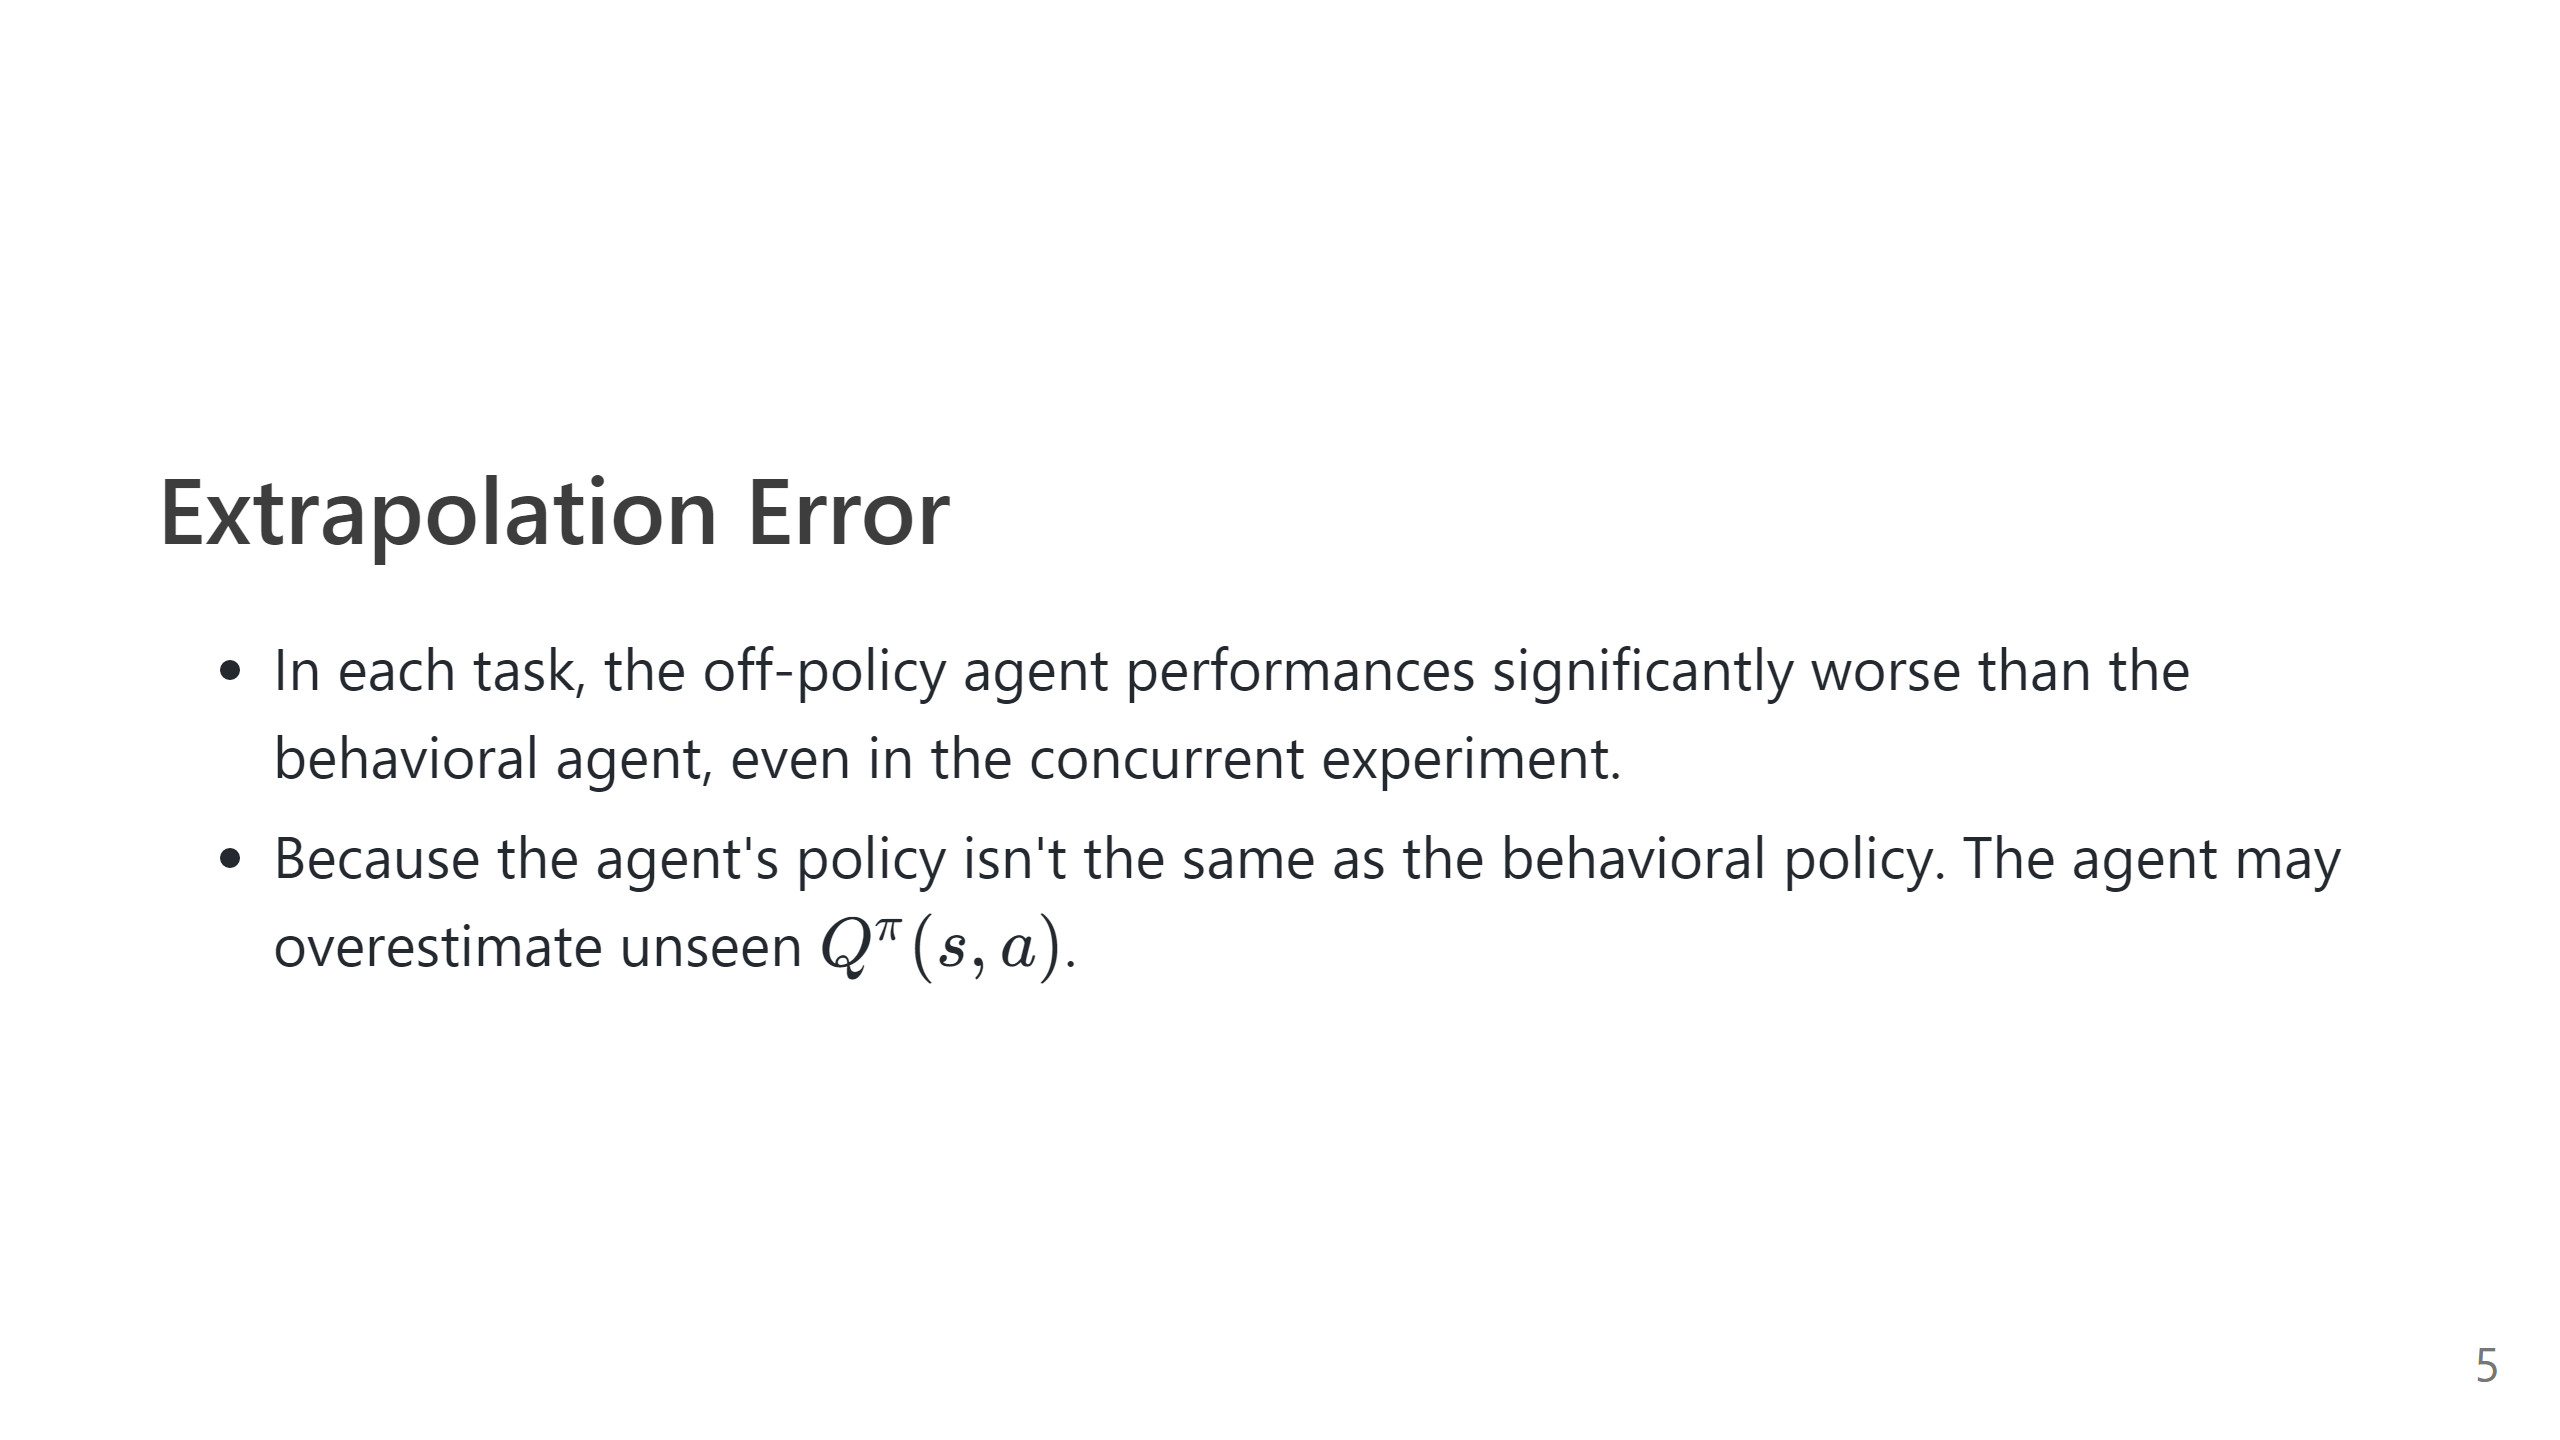 Extrapolation Error
• In each task, the off-policy agent performances significantly worse than the
behavioral agent, even in the concurrent experiment.
• Because the agent's policy isn't the same as the behavioral policy. The agent may
overestimate unseen Q^π(s, a).
5